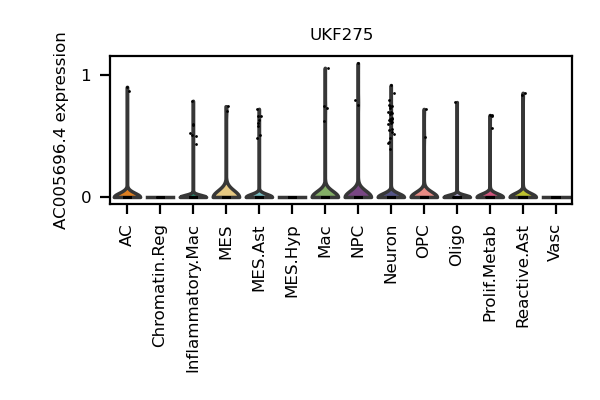 UKF275
AC005696.4 expression
1
0
AC
Chromatin.Reg
Inflammatory.Mac
MES
MES.Ast
MES.Hyp
Mac
NPC
Neuron
OPC
Oligo
Prolif.Metab
Reactive.Ast
Vasc